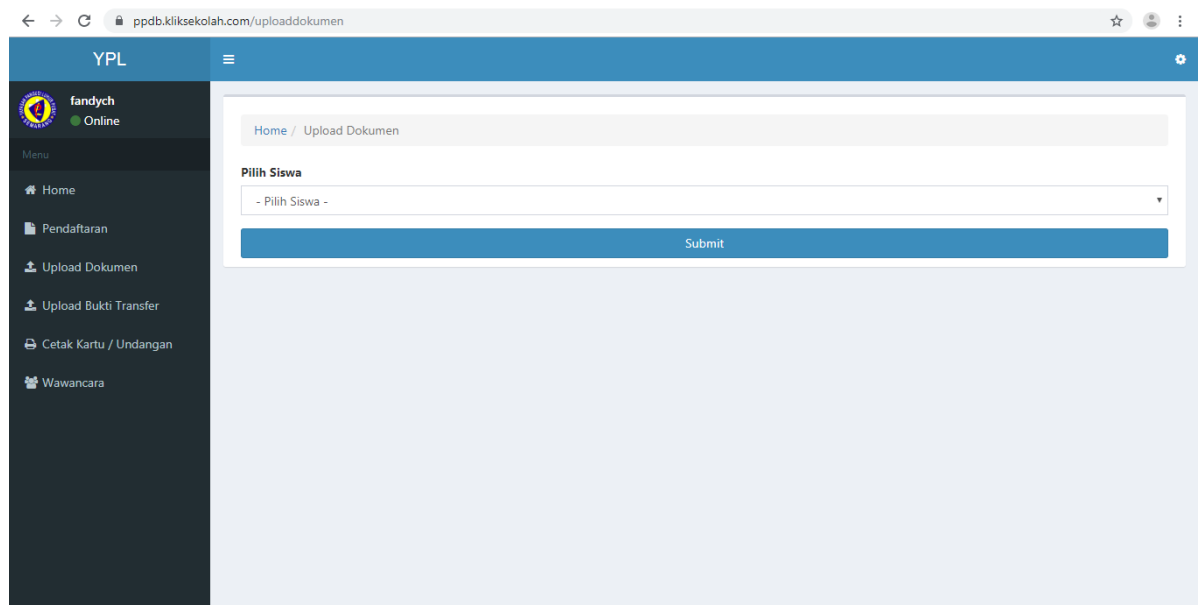 ppdb.kliksekolah.com/uploaddokumen
YPL
fandych
Online
Menu
Home
Pendaftaran
Upload Dokumen
Upload Bukti Transfer
Cetak Kartu / Undangan
Wawancara
Home / Upload Dokumen
Pilih Siswa
- Pilih Siswa -
Submit